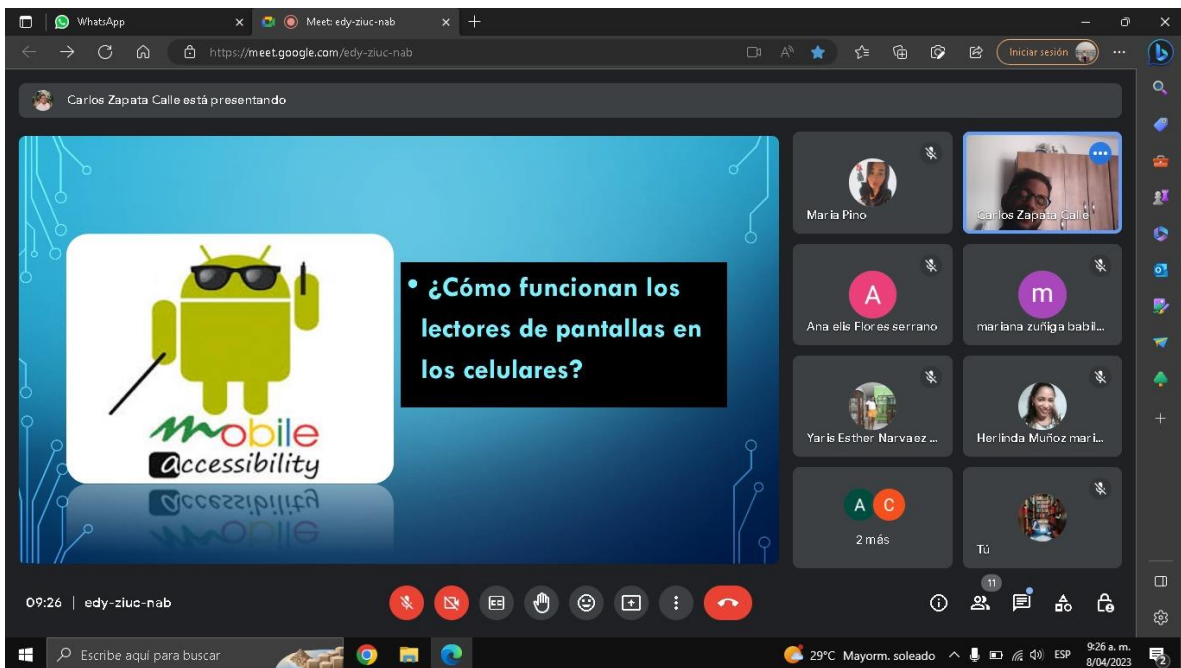 WhatsApp
Meet: edy-ziuc-nab
https://meet.google.com/edy-ziuc-nab
Iniciar sesión
Carlos Zapata Calle está presentando
• ¿Cómo funcionan los
lectores de pantallas en
los celulares?
mobile
accessibility
Maria Pino
Carlos Zapata Calle
A
Ana elis Flores serrano
m
mariana zuñiga babil...
Yaris Esther Narvaez ...
Herlinda Muñoz mari...
A C
2 más
Tú
09:26 | edy-ziuc-nab
11
Escribe aquí para buscar
29°C Mayorm. soleado
ESP
9:26 a. m.
8/04/2023
2